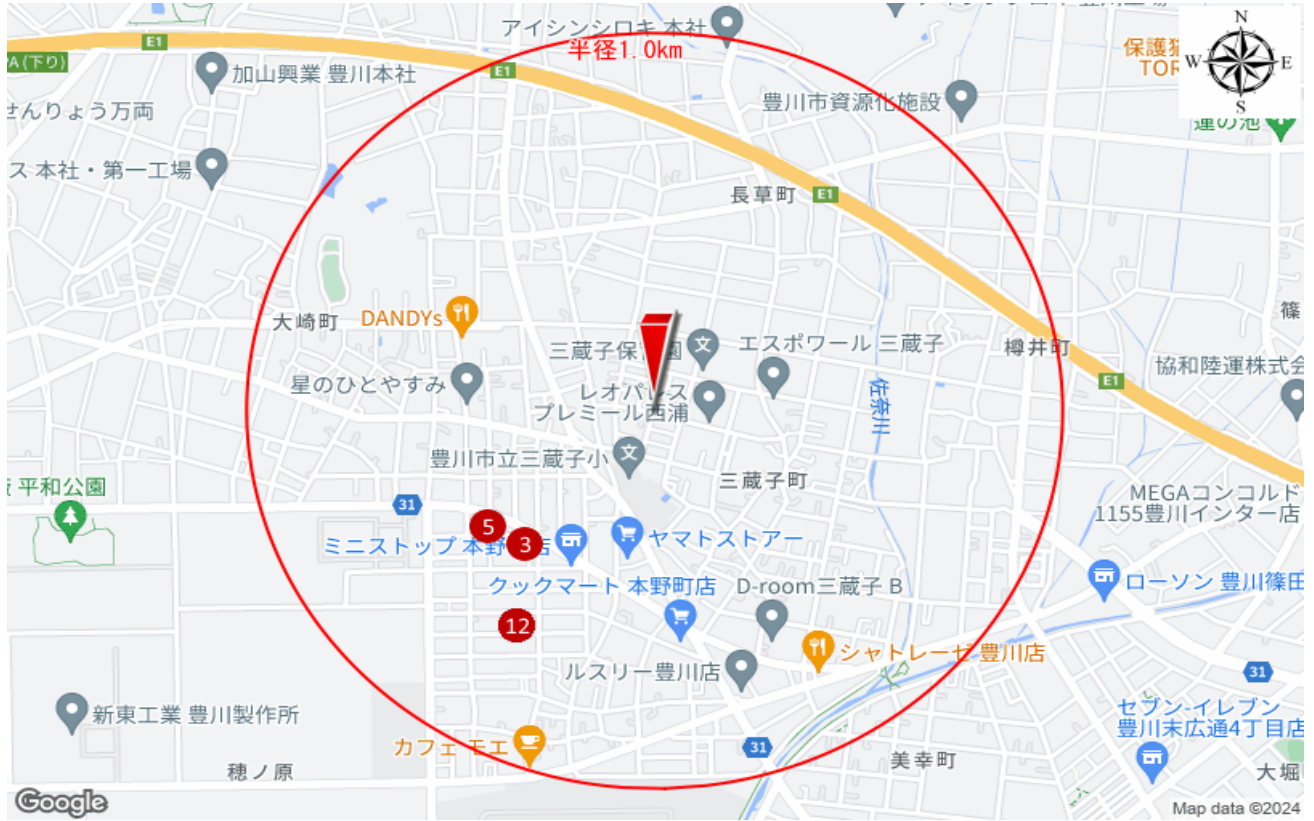 アイシンシロキ 本社
半径1.0km
N
W
E
S
E1
(下り)
加山興業 豊川本社
E1
せんりょう万両
豊川市資源化施設
蓮の池
ス 本社・第一工場
長草町
E1
大崎町
DANDYs
篠
三蔵子保
園
エスポワール 三蔵子
樽井町
星のひとやすみ
レオパレス
プレミール西浦
佐奈川
E1
協和陸運株式会
豊川市立三蔵子小
三蔵子町
平和公園
31
MEGAコンコルド
1155豊川インター店
5
3
ミニストップ 本野
店
ヤマトストアー
クックマート 本野町店
D-room三蔵子 B
ローソン 豊川篠田
12
シャトレーゼ 豊川店
ルスリー豊川店
31
新東工業 豊川製作所
セブン-イレブン
豊川末広通4丁目店
カフェ モエ
31
美幸町
穂ノ原
大堀
Google
Map data ©2024